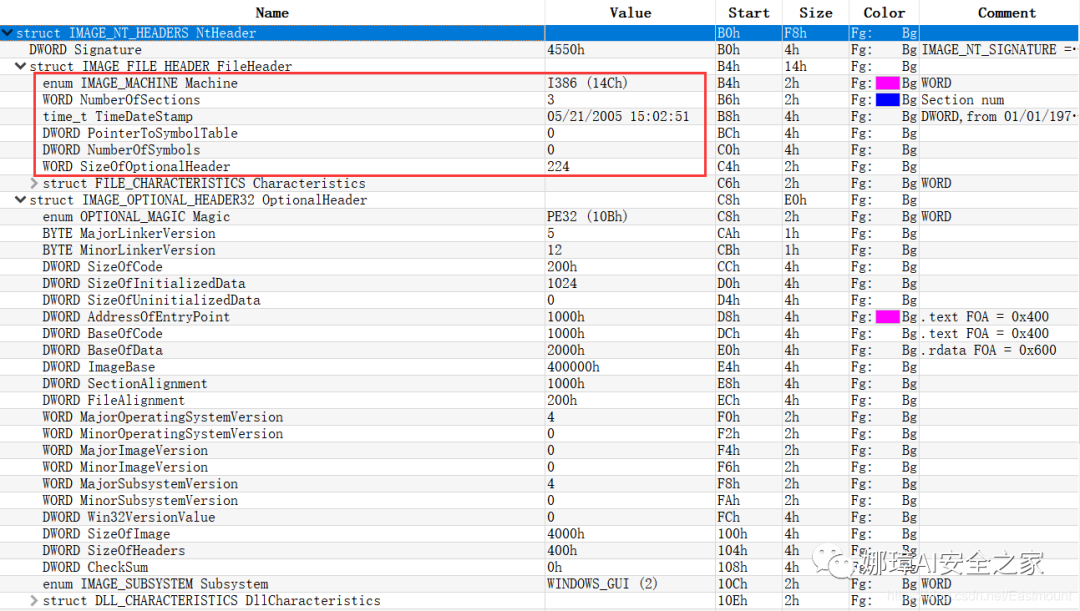 Name Value Start Size Color Comment
struct IMAGE_NT_HEADERS NtHeader B0h F8h Fg: Bg
DWORD Signature 4550h B0h 4h Fg: Bg IMAGE_NT_SIGNATURE =
struct IMAGE_FILE_HEADER FileHeader B4h 14h Fg: Bg
enum IMAGE_MACHINE Machine I386 (14Ch) B4h 2h Fg: Bg WORD
WORD NumberOfSections 3 B6h 2h Fg: Bg Section num
time_t TimeDateStamp 05/21/2005 15:02:51 B8h 4h Fg: Bg DWORD,from 01/01/197
DWORD PointerToSymbolTable 0 BCh 4h Fg: Bg
DWORD NumberOfSymbols 0 C0h 4h Fg: Bg
WORD SizeOfOptionalHeader 224 C4h 2h Fg: Bg
struct FILE_CHARACTERISTICS Characteristics C6h 2h Fg: Bg WORD
struct IMAGE_OPTIONAL_HEADER32 OptionalHeader C8h E0h Fg: Bg
enum OPTIONAL_MAGIC Magic PE32 (10Bh) C8h 2h Fg: Bg WORD
BYTE MajorLinkerVersion 5 CAh 1h Fg: Bg
BYTE MinorLinkerVersion 12 CBh 1h Fg: Bg
DWORD SizeOfCode 200h CCh 4h Fg: Bg
DWORD SizeOfInitializedData 1024 D0h 4h Fg: Bg
DWORD SizeOfUninitializedData 0 D4h 4h Fg: Bg
DWORD AddressOfEntryPoint 1000h D8h 4h Fg: Bg .text FOA = 0x400
DWORD BaseOfCode 1000h DCh 4h Fg: Bg .text FOA = 0x400
DWORD BaseOfData 2000h E0h 4h Fg: Bg .rdata FOA = 0x600
DWORD ImageBase 400000h E4h 4h Fg: Bg
DWORD SectionAlignment 1000h E8h 4h Fg: Bg
DWORD FileAlignment 200h ECh 4h Fg: Bg
WORD MajorOperatingSystemVersion 4 F0h 2h Fg: Bg
WORD MinorOperatingSystemVersion 0 F2h 2h Fg: Bg
WORD MajorImageVersion 0 F4h 2h Fg: Bg
WORD MinorImageVersion 0 F6h 2h Fg: Bg
WORD MajorSubsystemVersion 4 F8h 2h Fg: Bg
WORD MinorSubsystemVersion 0 FAh 2h Fg: Bg
DWORD Win32VersionValue 0 FCh 4h Fg: Bg
DWORD SizeOfImage 4000h 100h 4h Fg: Bg
DWORD SizeOfHeaders 400h 104h 4h Fg: Bg
DWORD CheckSum 0h 108h 4h Fg: Bg
娜璋AI安全之家
enum IMAGE_SUBSYSTEM Subsystem WINDOWS_GUI (2) 10Ch 2h Fg: Bg WORD
struct DLL_CHARACTERISTICS DllCharacteristics 10Eh 2h Fg: Bg WORD